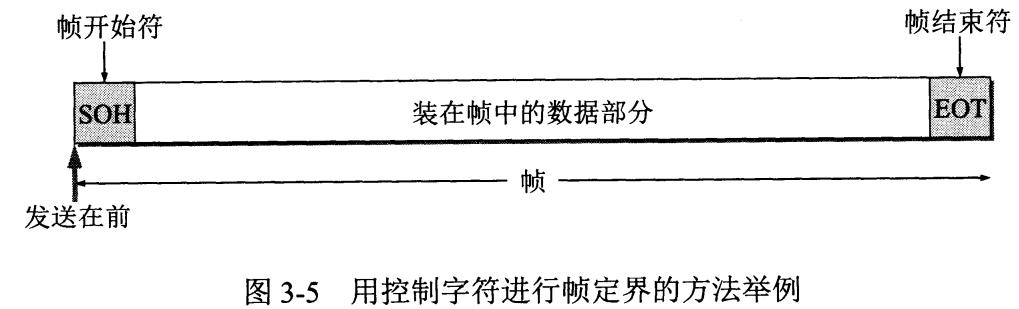 帧开始符
帧结束符
SOH
装在帧中的数据部分
EOT
帧
发送在前
图 3-5 用控制字符进行帧定界的方法举例